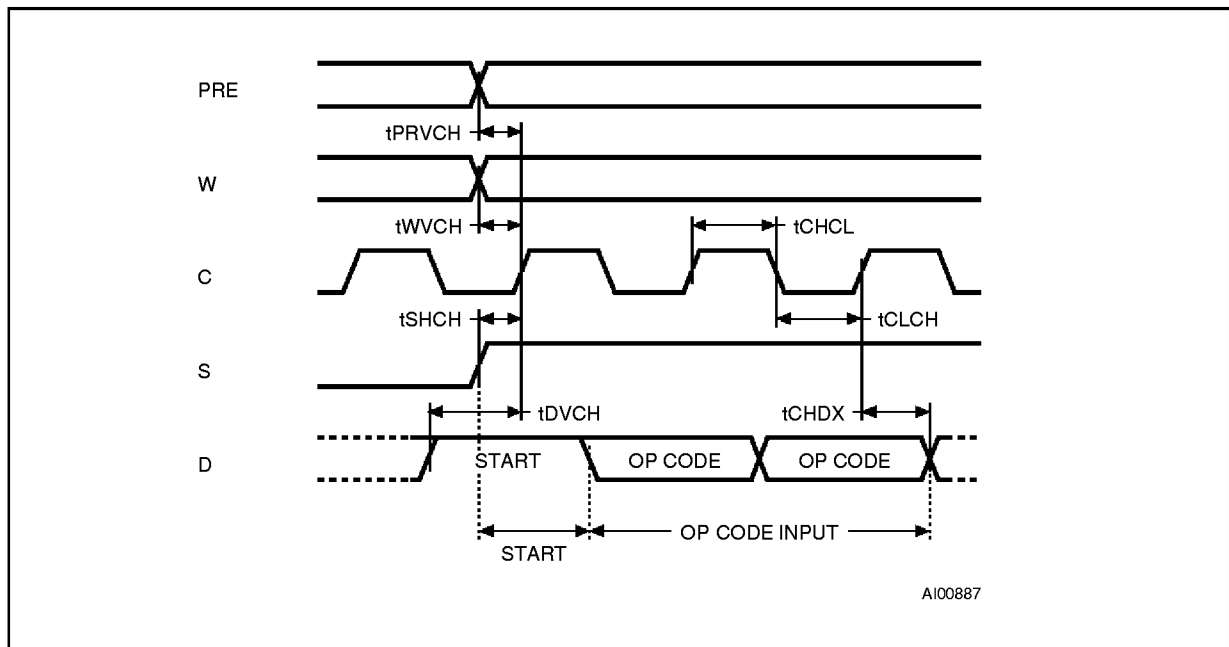 PRE
tPRVCH
W
tWVCH
tCHCL
C
tSHCH
tCLCH
S
tDVCH
tCHDX
D
START
OP CODE
OP CODE
OP CODE INPUT
START
AI00887